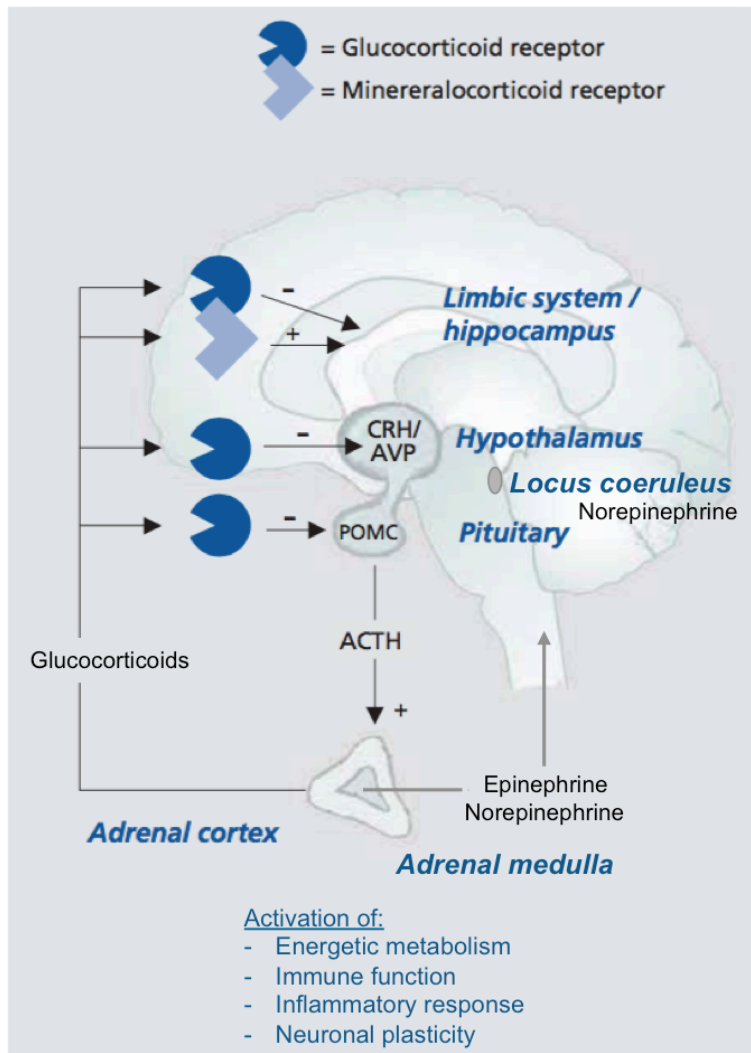 = Glucocorticoid receptor
= Minereralocorticoid receptor
-
+
Limbic system /
hippocampus
-
CRH/
AVP
Hypothalamus
Locus coeruleus
Norepinephrine
-
POMC
Pituitary
ACTH
+
Glucocorticoids
Epinephrine
Norepinephrine
Adrenal cortex
Adrenal medulla
Activation of:
- Energetic metabolism
- Immune function
- Inflammatory response
- Neuronal plasticity